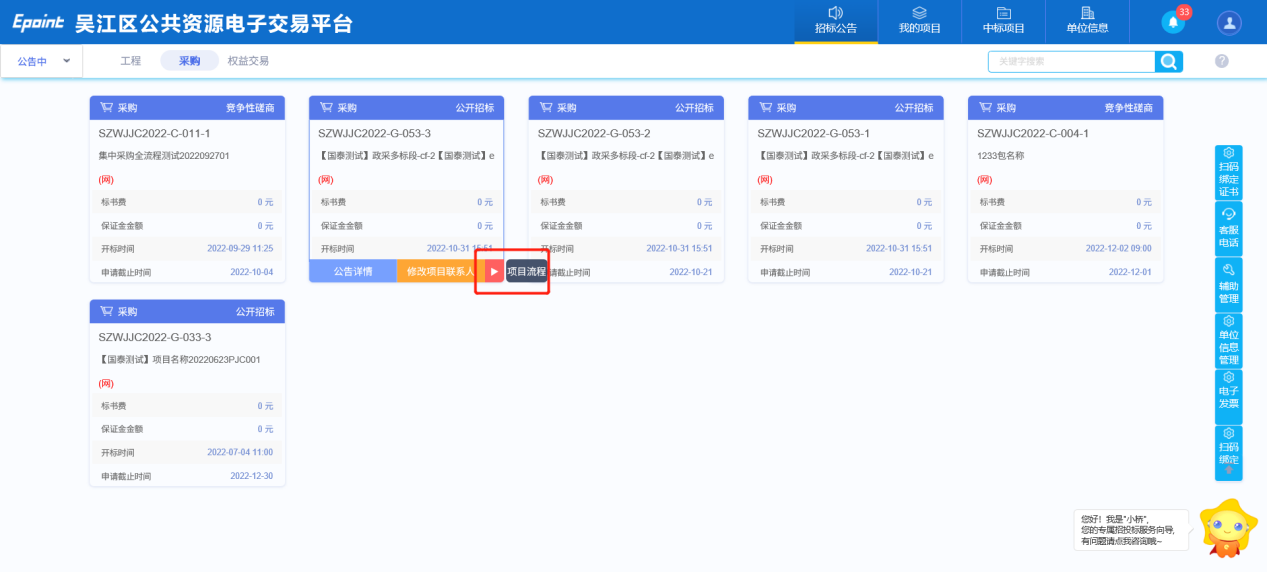 Epoint 吴江区公共资源电子交易平台
招标公告
我的项目
中标项目
单位信息
33
公告中
工程
采购
权益交易
关键字搜索
?
采购 竞争性磋商
SZWJJC2022-C-011-1
集中采购全流程测试2022092701
(网)
标书费 0 元
保证金金额 0 元
开标时间 2022-09-29 11:25
申请截止时间 2022-10-04
采购 公开招标
SZWJJC2022-G-053-3
【国泰测试】政采多标段-cf-2【国泰测试】e
(网)
标书费 0 元
保证金金额 0 元
开标时间 2022-10-31 15:51
公告详情 修改项目联系人 项目流程
采购 公开招标
SZWJJC2022-G-053-2
【国泰测试】政采多标段-cf-2【国泰测试】e
(网)
标书费 0 元
保证金金额 0 元
开标时间 2022-10-31 15:51
申请截止时间 2022-10-21
采购 公开招标
SZWJJC2022-G-053-1
【国泰测试】政采多标段-cf-2【国泰测试】e
(网)
标书费 0 元
保证金金额 0 元
开标时间 2022-10-31 15:51
申请截止时间 2022-10-21
采购 竞争性磋商
SZWJJC2022-C-004-1
1233包名称
(网)
标书费 0 元
保证金金额 0 元
开标时间 2022-12-02 09:00
申请截止时间 2022-12-01
采购 公开招标
SZWJJC2022-G-033-3
【国泰测试】项目名称20220623PJC001
(网)
标书费 0 元
保证金金额 0 元
开标时间 2022-07-04 11:00
申请截止时间 2022-12-30
扫码
绑定
证书
客服
电话
辅助
管理
单位
信息
管理
电子
发票
扫码
绑定
您好！我是"小桥",
您的专属招投标服务向导,
有问题请点我咨询哦~